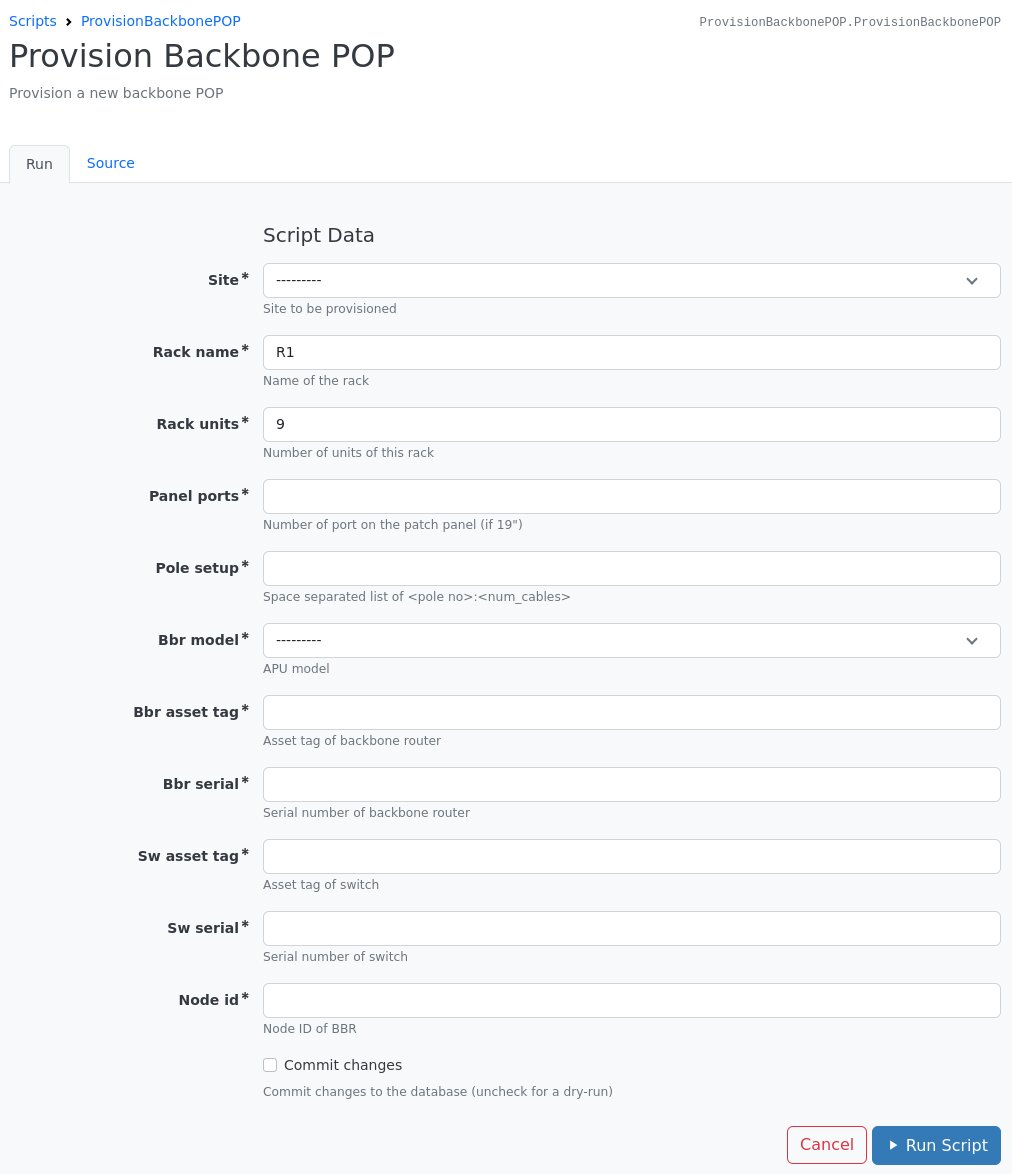 Scripts > ProvisionBackbonePOP
ProvisionBackbonePOP.ProvisionBackbonePOP
Provision Backbone POP
Provision a new backbone POP
Run Source
Script Data
Site* ---------
Site to be provisioned
Rack name* R1
Name of the rack
Rack units* 9
Number of units of this rack
Panel ports*
Number of port on the patch panel (if 19")
Pole setup*
Space separated list of <pole no>:<num_cables>
Bbr model* ---------
APU model
Bbr asset tag*
Asset tag of backbone router
Bbr serial*
Serial number of backbone router
Sw asset tag*
Asset tag of switch
Sw serial*
Serial number of switch
Node id*
Node ID of BBR
Commit changes
Commit changes to the database (uncheck for a dry-run)
Cancel Run Script